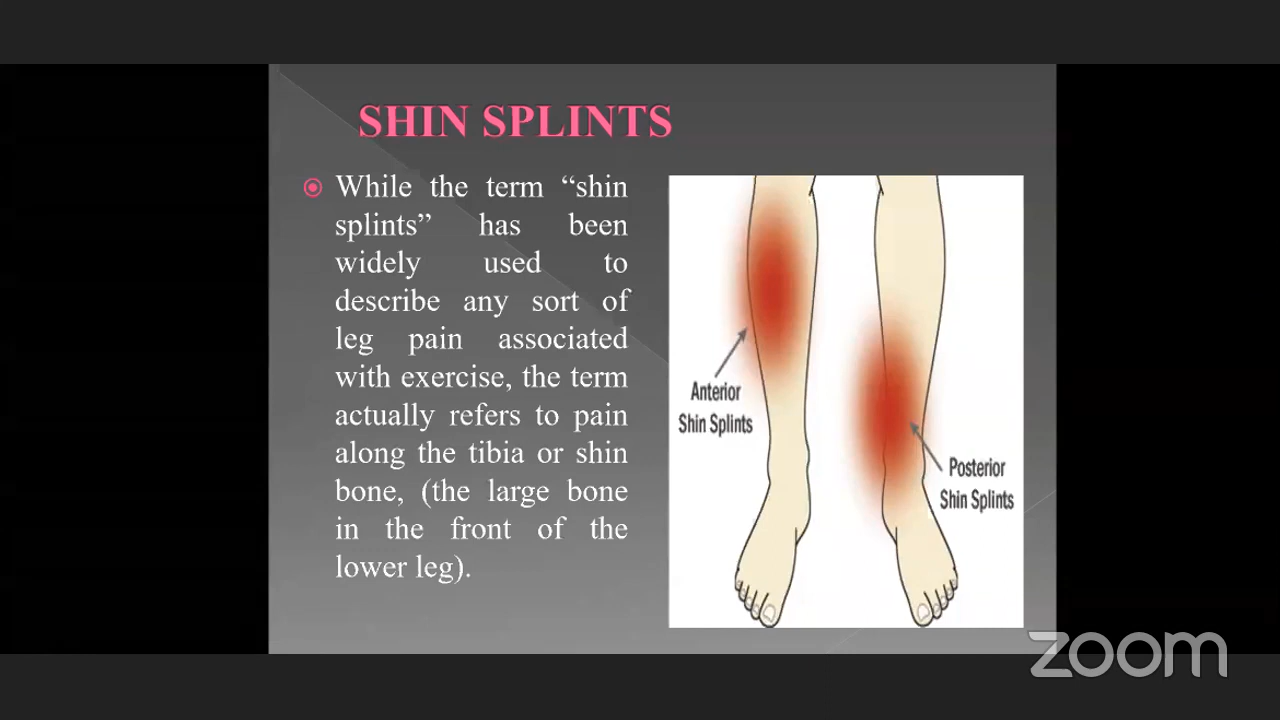 SHIN SPLINTS
While the term “shin
splints” has been
widely used to
describe any sort of
leg pain associated
with exercise, the term
actually refers to pain
along the tibia or shin
bone, (the large bone
in the front of the
lower leg).
Anterior
Shin Splints
Posterior
Shin Splints
zoom